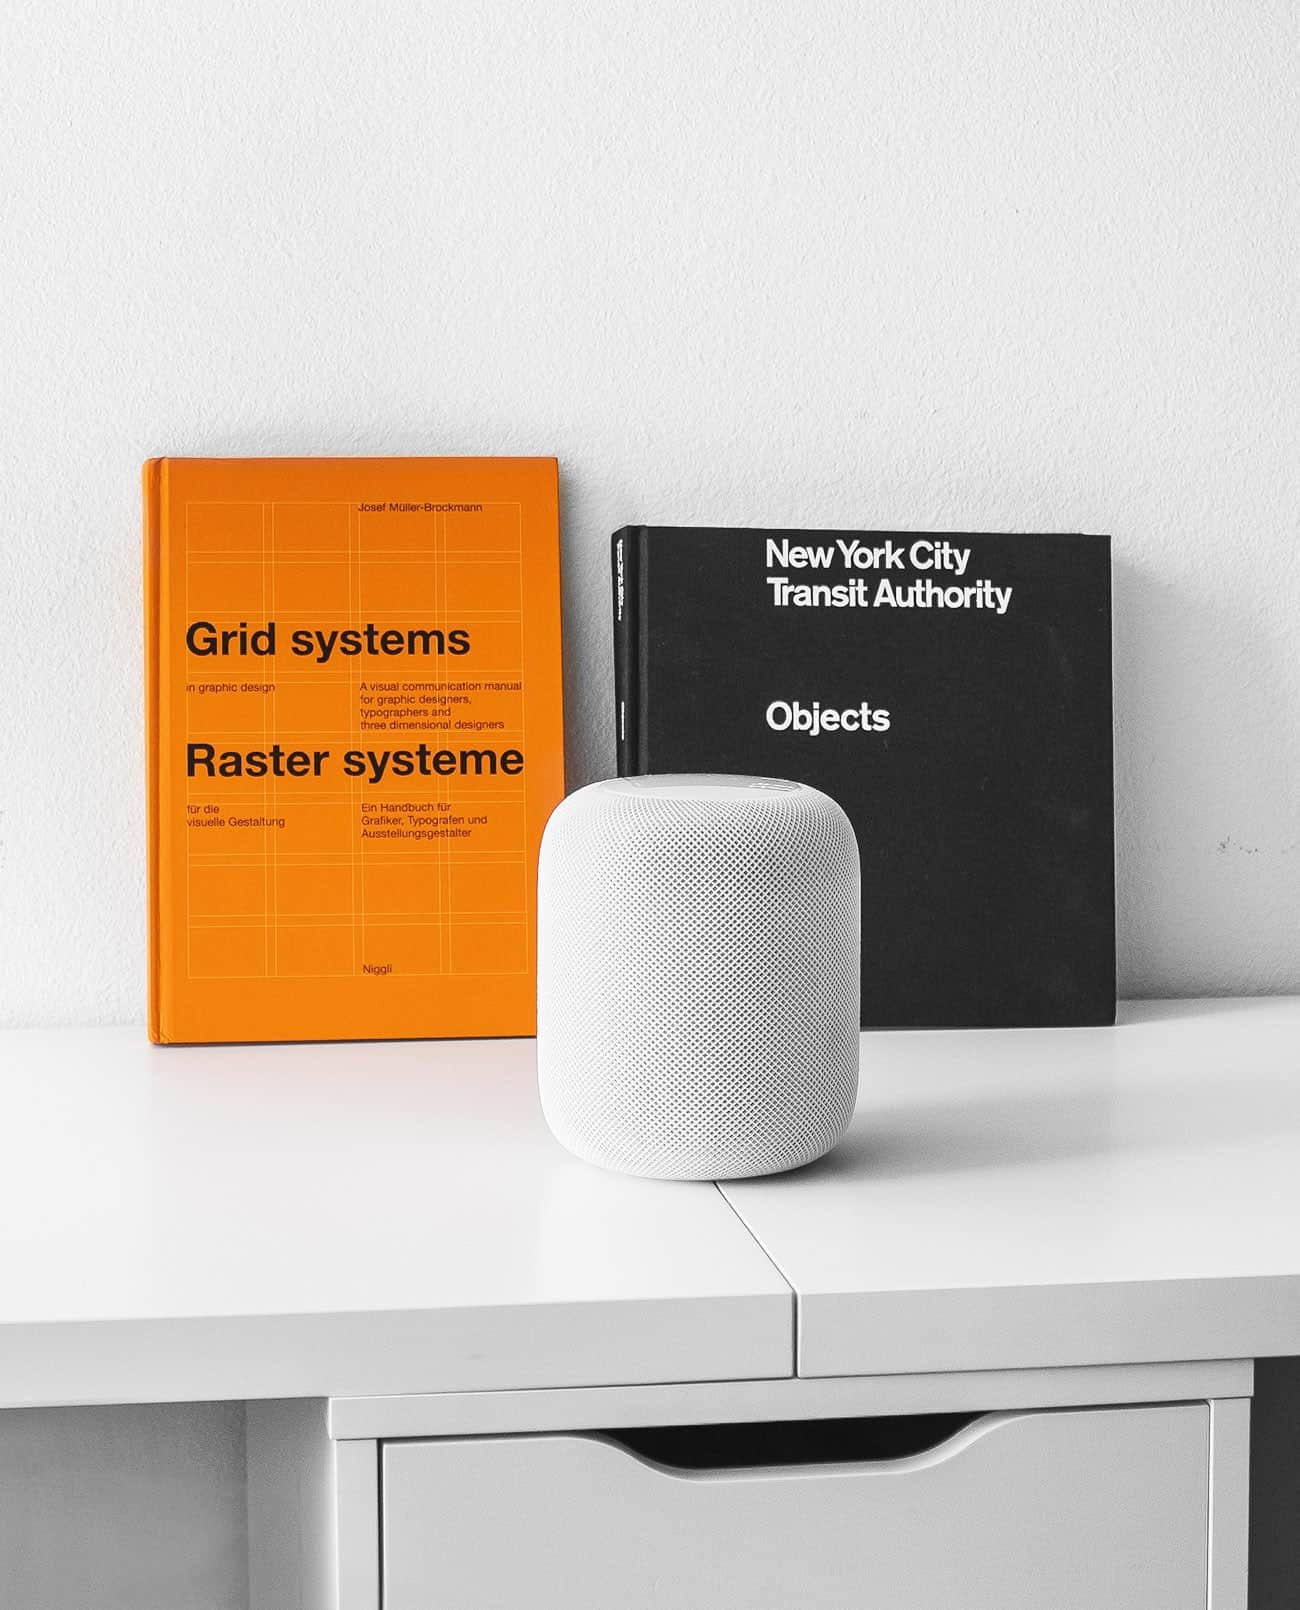 Josef Müller-Brockmann
Grid systems
in graphic design
A visual communication manual
for graphic designers,
typographers and
three dimensional designers
Raster systeme
für die
visuelle Gestaltung
Ein Handbuch für
Grafiker, Typografen und
Ausstellungsgestalter
Niggli
New York City
Transit Authority
Objects